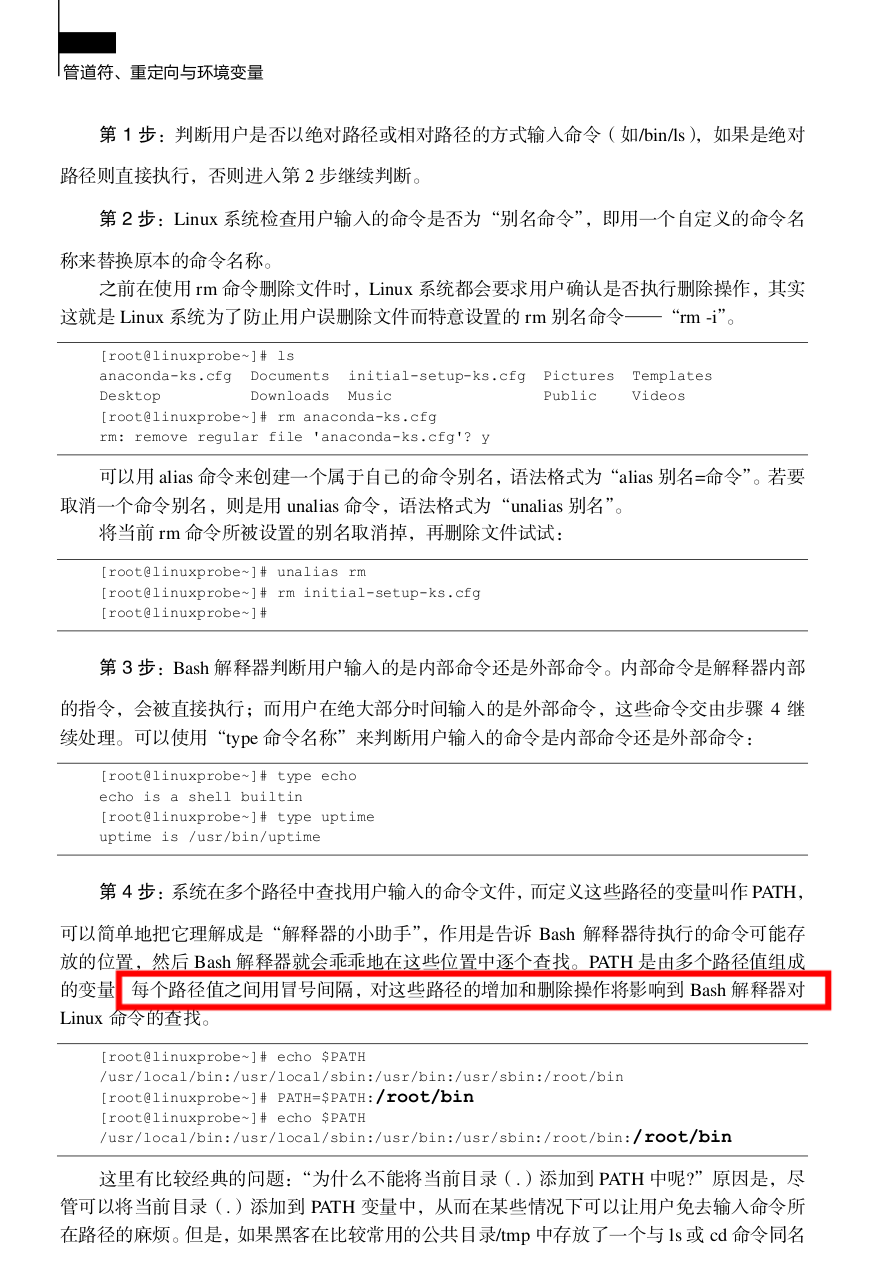 管道符、重定向与环境变量
第 1 步：判断用户是否以绝对路径或相对路径的方式输入命令（如/bin/ls），如果是绝对
路径则直接执行，否则进入第 2 步继续判断。
第 2 步：Linux 系统检查用户输入的命令是否为“别名命令”，即用一个自定义的命令名
称来替换原本的命令名称。
之前在使用 rm 命令删除文件时，Linux 系统都会要求用户确认是否执行删除操作，其实
这就是 Linux 系统为了防止用户误删除文件而特意设置的 rm 别名命令——“rm -i”。
[root@linuxprobe~]# ls
anaconda-ks.cfg Documents initial-setup-ks.cfg Pictures Templates
Desktop Downloads Music Public Videos
[root@linuxprobe~]# rm anaconda-ks.cfg
rm: remove regular file 'anaconda-ks.cfg'? y
可以用 alias 命令来创建一个属于自己的命令别名，语法格式为“alias 别名=命令”。若要
取消一个命令别名，则是用 unalias 命令，语法格式为“unalias 别名”。
将当前 rm 命令所被设置的别名取消掉，再删除文件试试：
[root@linuxprobe~]# unalias rm
[root@linuxprobe~]# rm initial-setup-ks.cfg
[root@linuxprobe~]#
第 3 步：Bash 解释器判断用户输入的是内部命令还是外部命令。内部命令是解释器内部
的指令，会被直接执行；而用户在绝大部分时间输入的是外部命令，这些命令交由步骤 4 继
续处理。可以使用“type 命令名称”来判断用户输入的命令是内部命令还是外部命令：
[root@linuxprobe~]# type echo
echo is a shell builtin
[root@linuxprobe~]# type uptime
uptime is /usr/bin/uptime
第 4 步：系统在多个路径中查找用户输入的命令文件，而定义这些路径的变量叫作 PATH，
可以简单地把它理解成是“解释器的小助手”，作用是告诉 Bash 解释器待执行的命令可能存
放的位置，然后 Bash 解释器就会乖乖地在这些位置中逐个查找。PATH 是由多个路径值组成
的变量 每个路径值之间用冒号间隔，对这些路径的增加和删除操作将影响到 Bash 解释器对
Linux 命令的查找。
[root@linuxprobe~]# echo $PATH
/usr/local/bin:/usr/local/sbin:/usr/bin:/usr/sbin:/root/bin
[root@linuxprobe~]# PATH=$PATH:/root/bin
[root@linuxprobe~]# echo $PATH
/usr/local/bin:/usr/local/sbin:/usr/bin:/usr/sbin:/root/bin:/root/bin
这里有比较经典的问题：“为什么不能将当前目录（.）添加到 PATH 中呢?”原因是，尽
管可以将当前目录（.）添加到 PATH 变量中，从而在某些情况下可以让用户免去输入命令所
在路径的麻烦。但是，如果黑客在比较常用的公共目录/tmp 中存放了一个与 ls 或 cd 命令同名